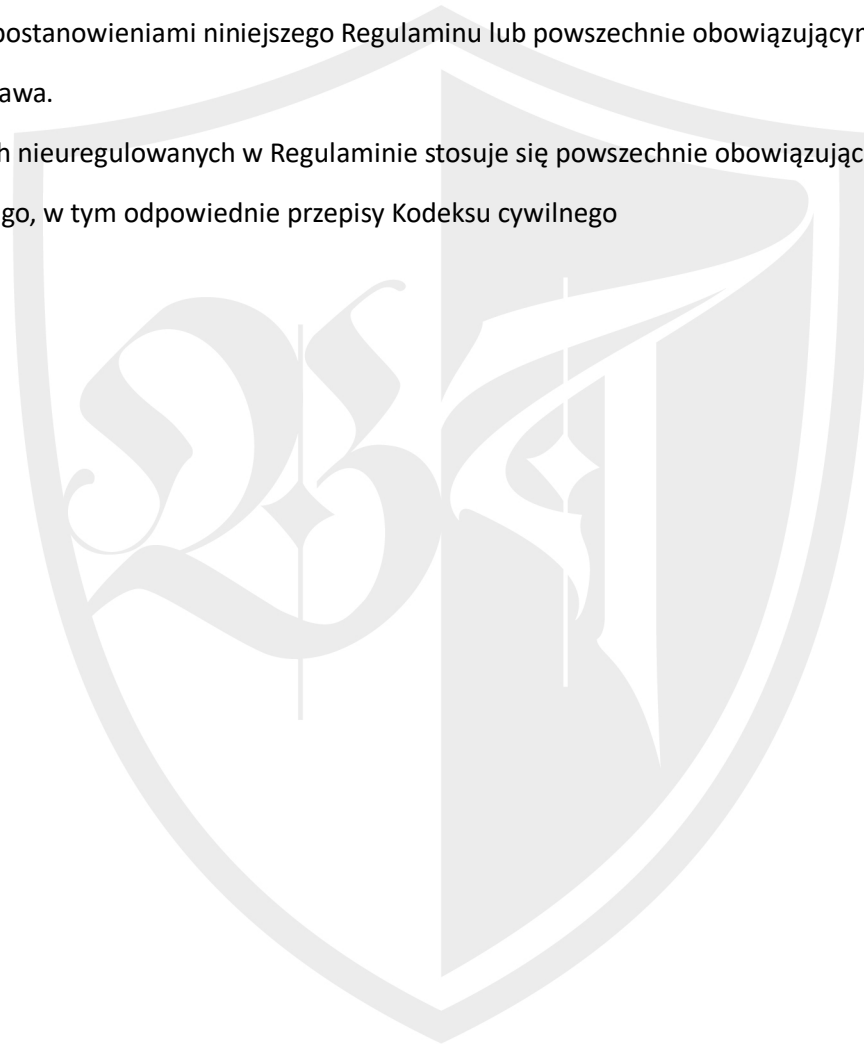 postanowieniami niniejszego Regulaminu lub powszechnie obowiązującym
awa.
h nieuregulowanych w Regulaminie stosuje się powszechnie obowiązując
go, w tym odpowiednie przepisy Kodeksu cywilnego
BT